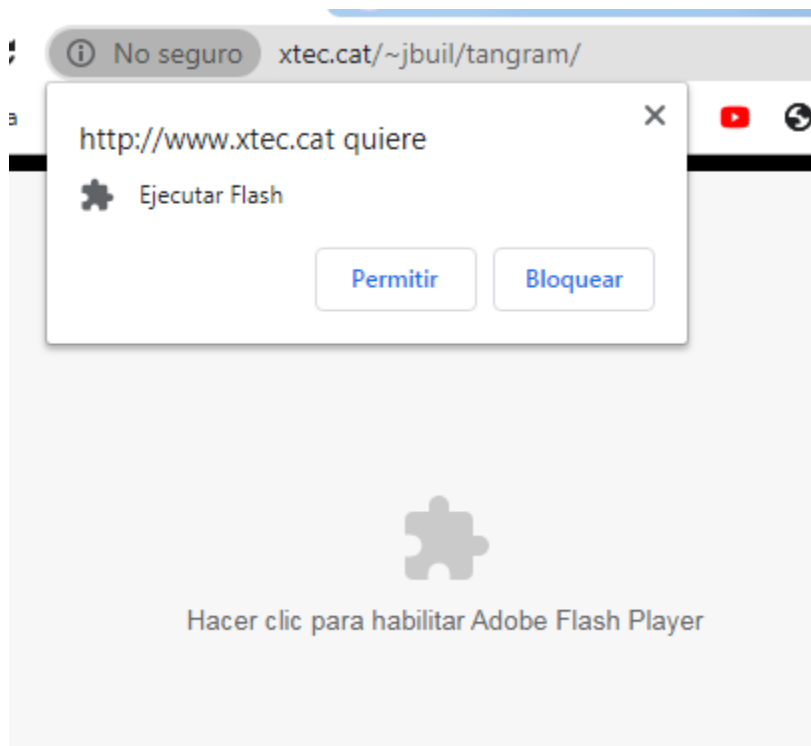 No seguro xtec.cat/~jbuil/tangram/
a
http://www.xtec.cat quiere
Ejecutar Flash
Permitir Bloquear
Hacer clic para habilitar Adobe Flash Player